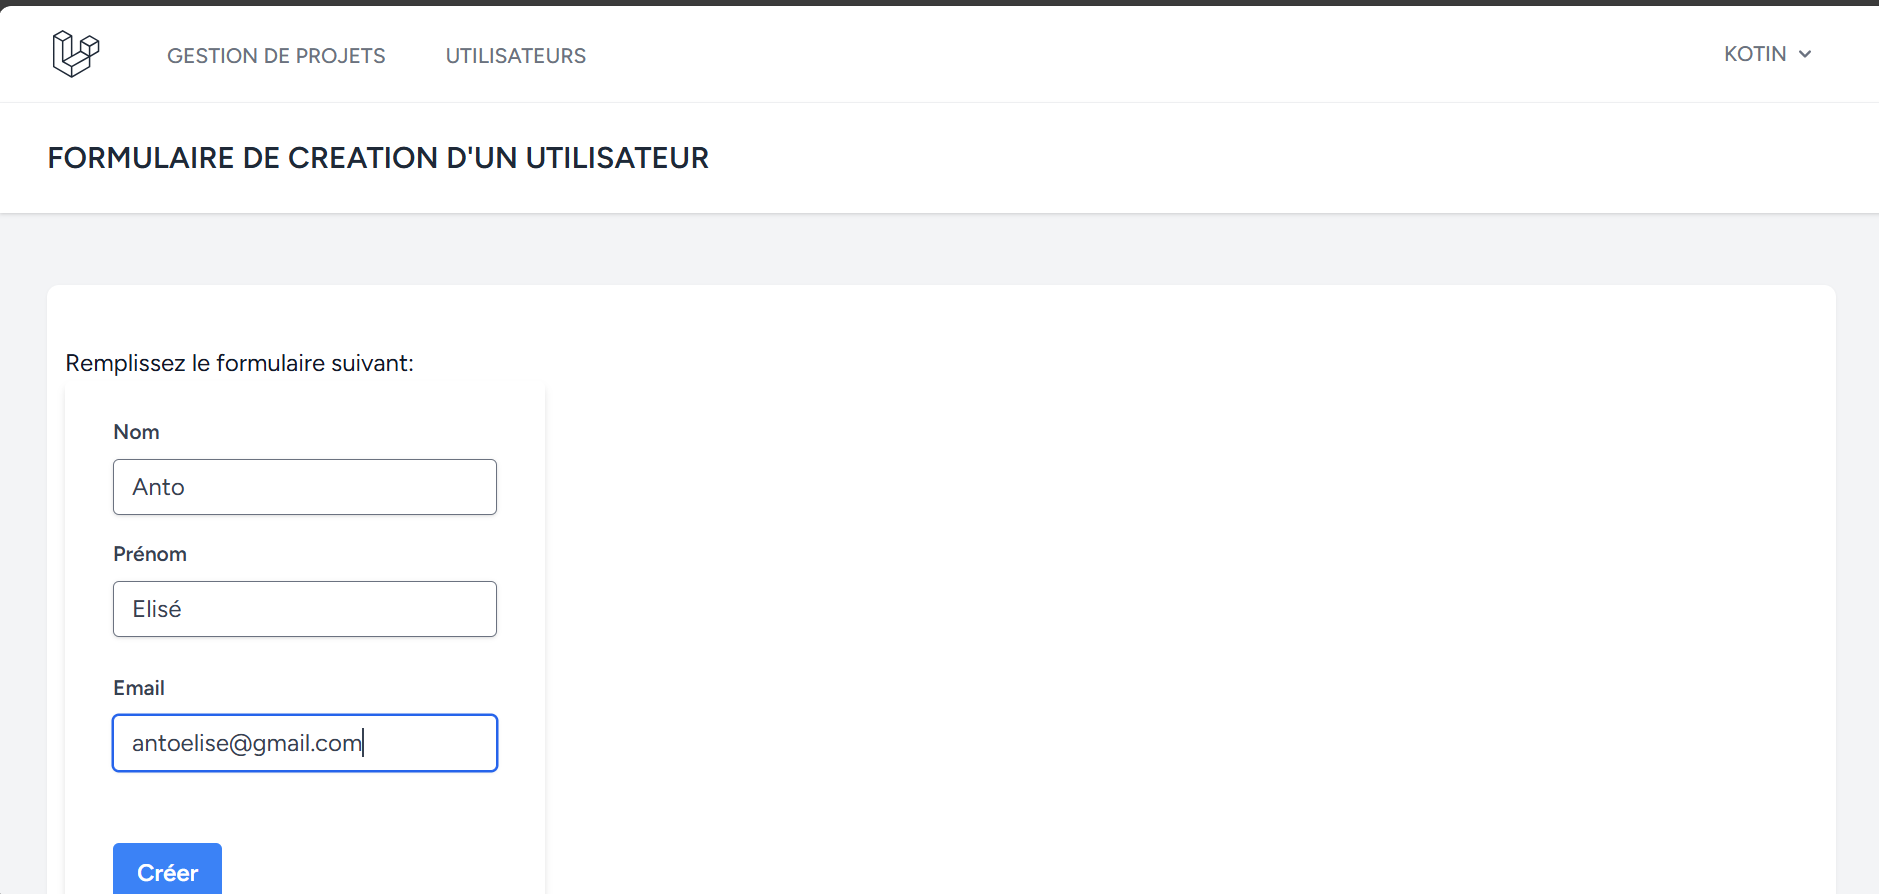 GESTION DE PROJETS UTILISATEURS KOTIN
FORMULAIRE DE CREATION D'UN UTILISATEUR
Remplissez le formulaire suivant:
Nom
Anto
Prénom
Elisé
Email
antoelise@gmail.com
Créer